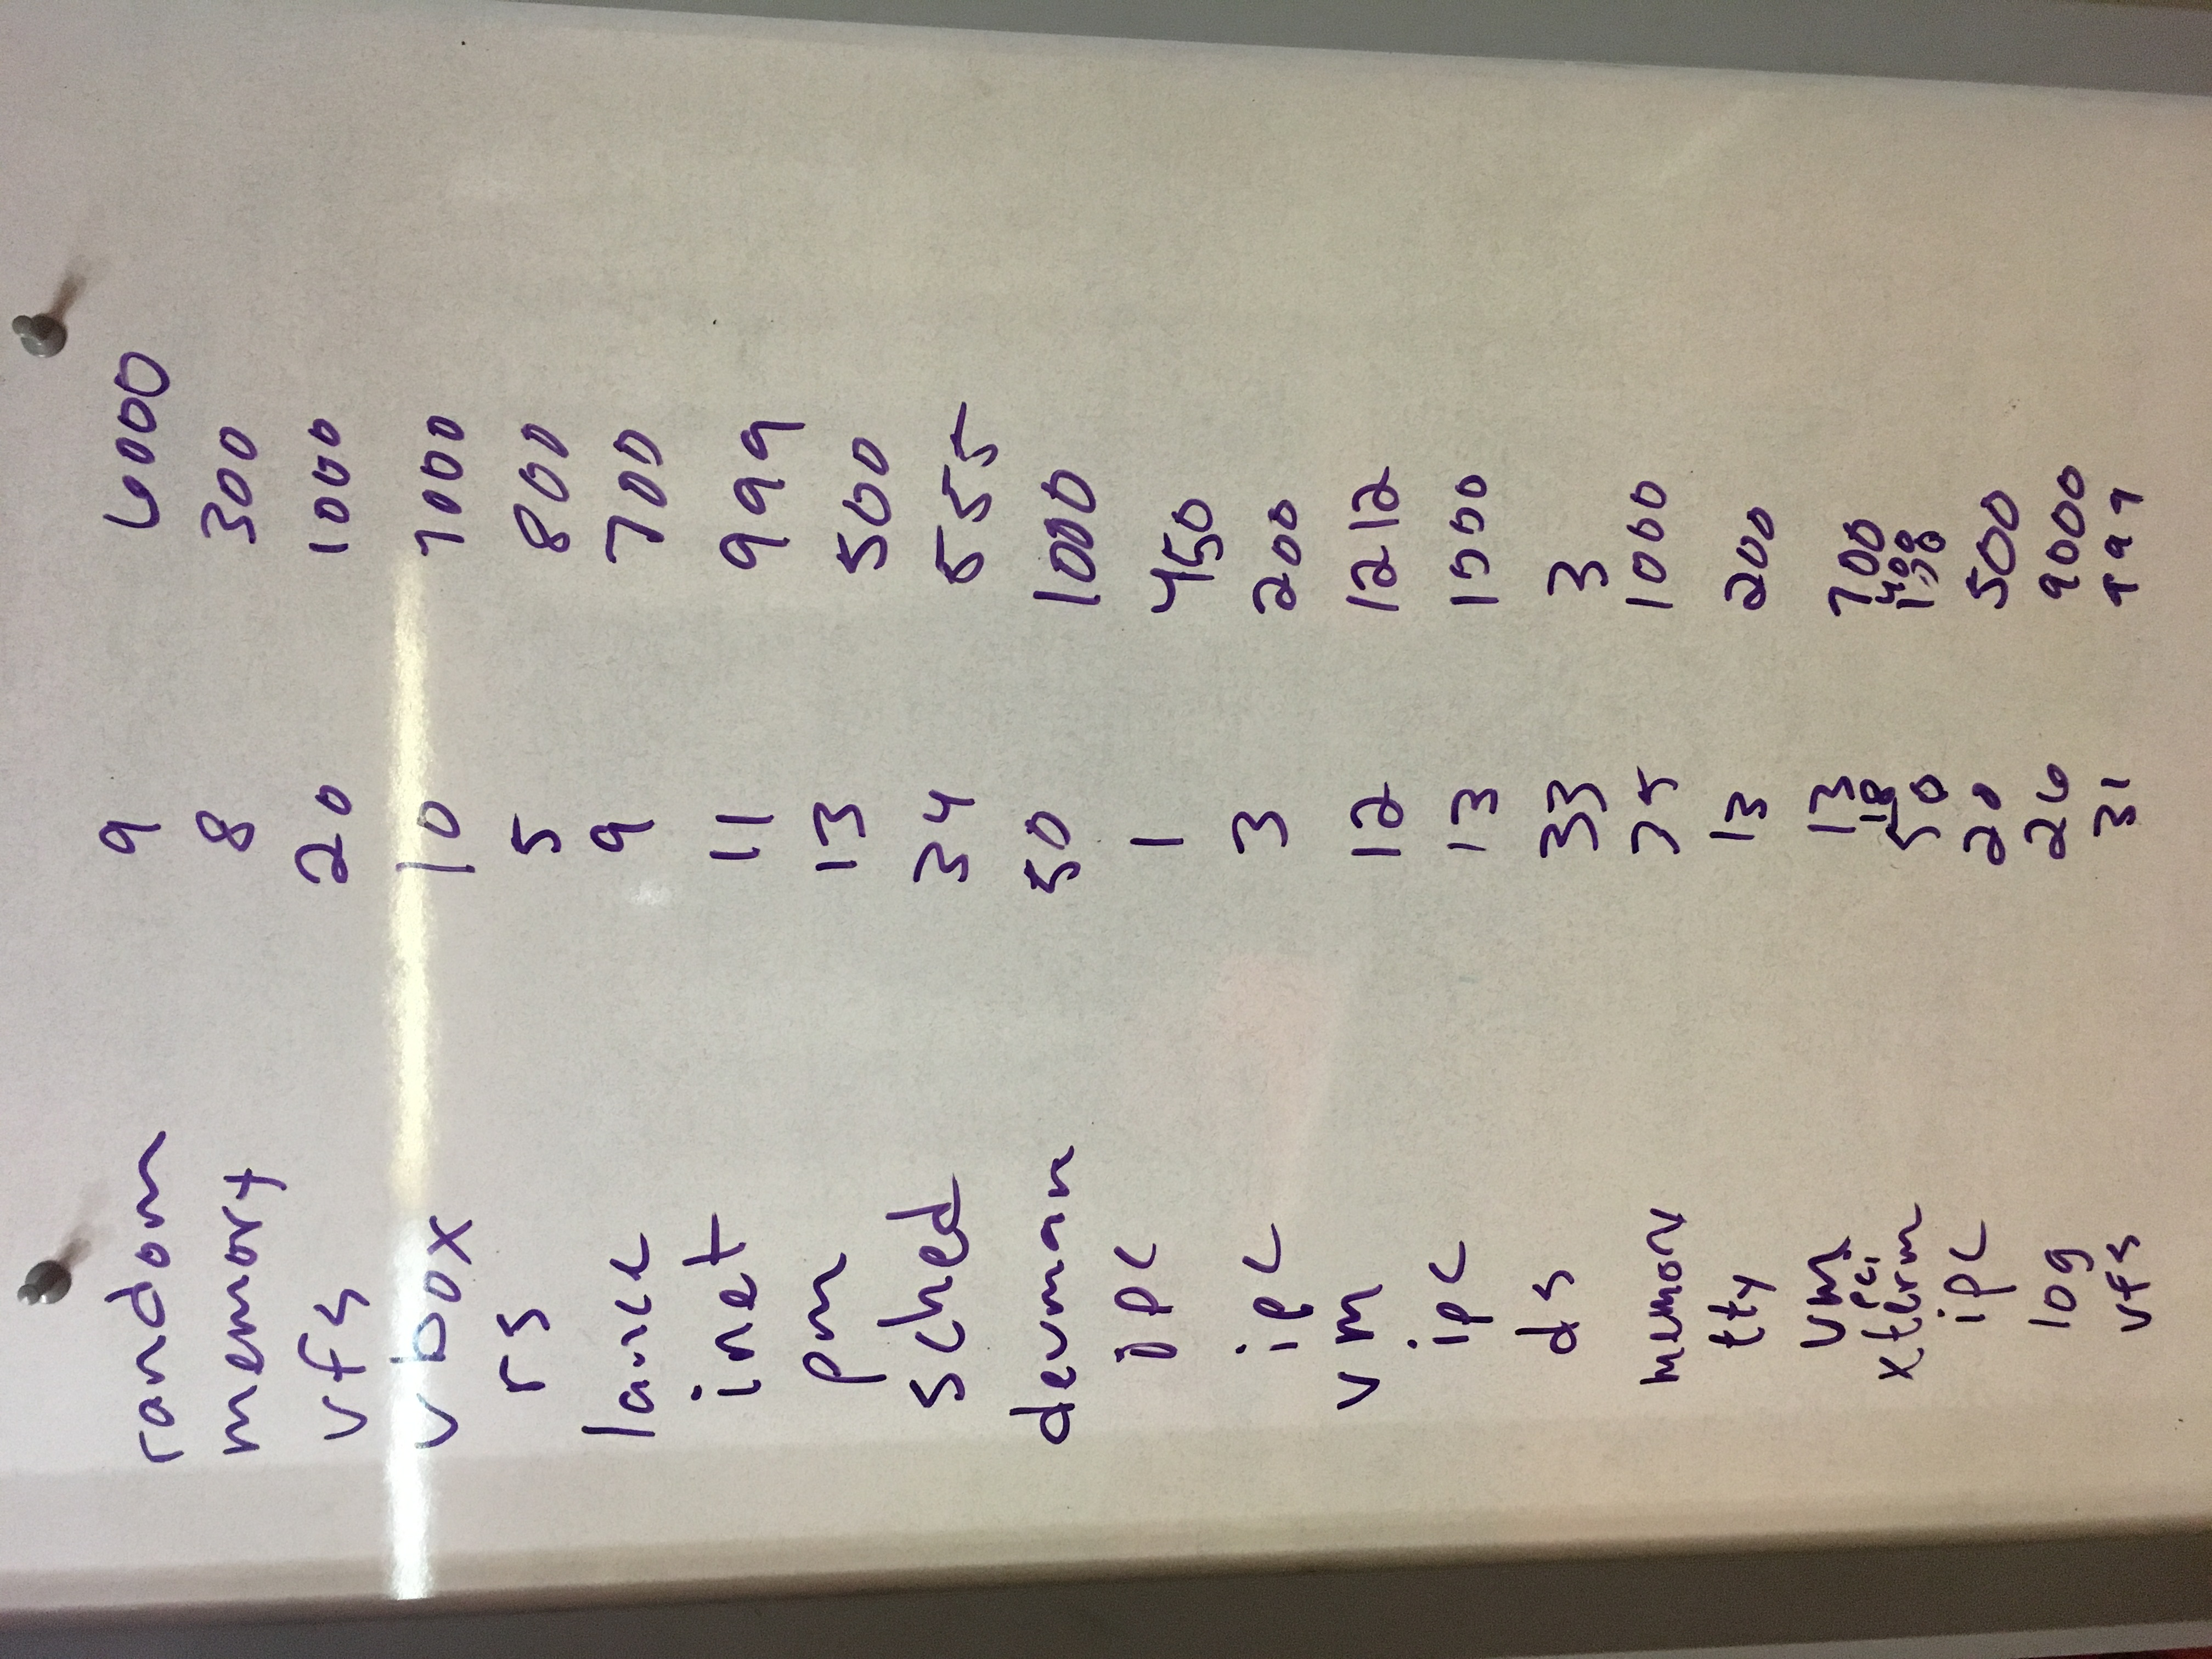 random 9 6000
memory 8 300
vfs 20 1000
vbox 10 7000
rs 5 800
lance 9 700
inet 11 999
pm 13 500
sched 34 555
devman 50 1000
ipc 1 450
ipc 3 200
vm 12 1212
ipc 13 1000
ds 33 3
memory 75 1000
tty 13 200
vm 13 700
pci 18 400
xterm 50
ipc 20 500
log 26 9000
vfs 31 999